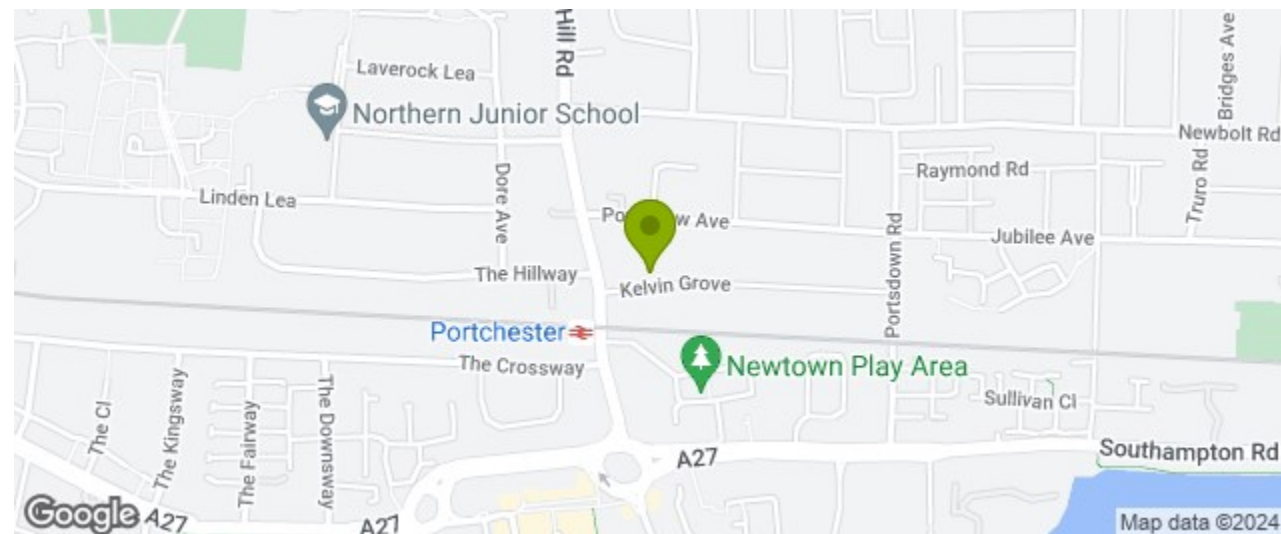 Hill Rd
Bridges Ave
Laverock Lea
Northern Junior School
Newbolt Rd
Dore Ave
Raymond Rd
Truro Rd
Linden Lea
Po w Ave
Jubilee Ave
Portsdown Rd
The Hillway
Kelvin Grove
Portchester
The Crossway
Newtown Play Area
The Cl
The Kingsway
The Fairway
The Downsway
Sullivan Cl
Southampton Rd
A27
Google
A27
A27
Map data ©2024